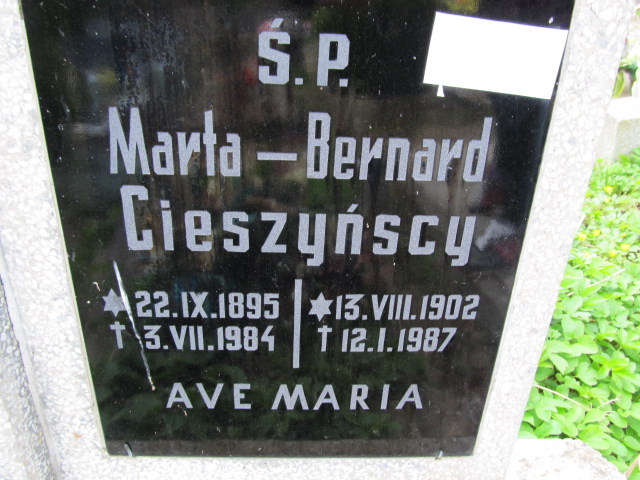 Ś.P.
Marta – Bernard
Cieszyńscy
✶ 22.IX.1895 ✶ 13.VIII.1902
† 3.VII.1984 † 12.I.1987
AVE MARIA